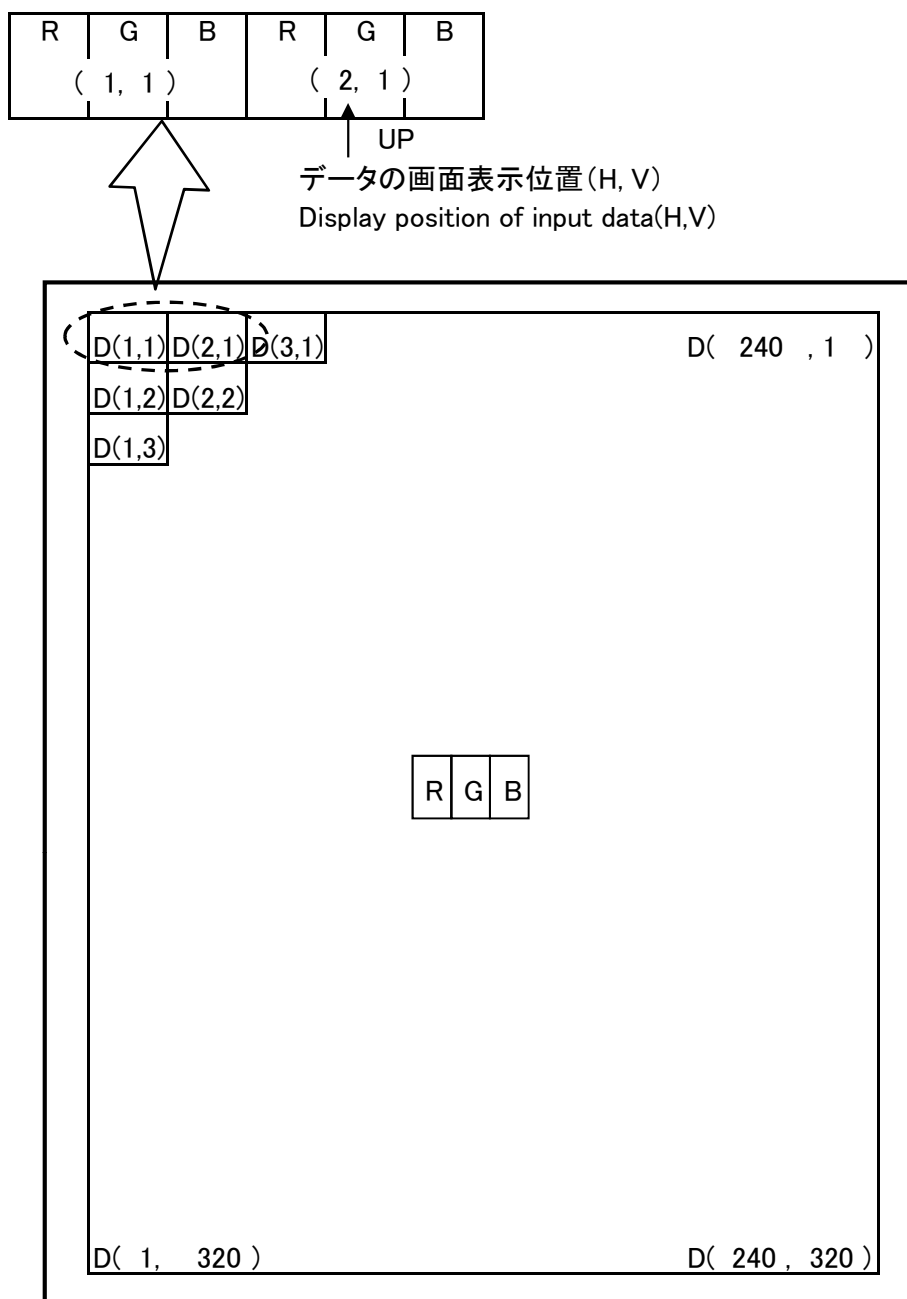 R G B R G B
( 1, 1 ) ( 2, 1 )
UP
データの画面表示位置(H, V)
Display position of input data(H,V)
D(1,1) D(2,1) D(3,1) D( 240 , 1 )
D(1,2) D(2,2)
D(1,3)
R G B
D( 1, 320 ) D( 240 , 320 )